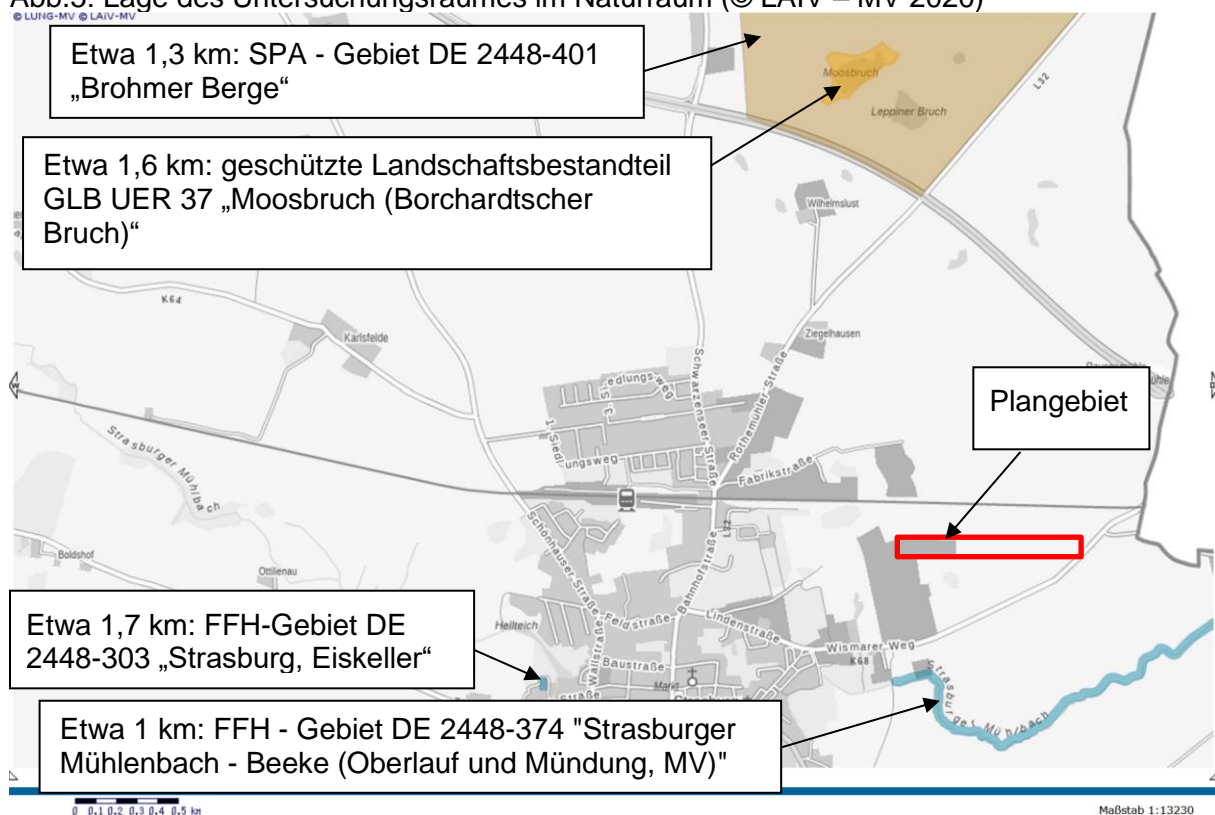 Abb.5: Lage des Untersuchungsraumes im Naturraum (© LAIV – MV 2020)
© LUNG-MV © LAiV-MV
Etwa 1,3 km: SPA - Gebiet DE 2448-401
„Brohmer Berge“
Moosbruch
Leppiner Bruch
L32
Etwa 1,6 km: geschützte Landschaftsbestandteil
GLB UER 37 „Moosbruch (Borchardtscher
Bruch)“
Wilhelmslust
K64
Karlsfelde
Ziegelhausen
Schwarzenseer Straße
Rothemühler Straße
Plangebiet
3. Siedlungsweg
1. Siedlungsweg
Fabrikstraße
Strasburger Mühlbach
L32
Schönhauser Straße
Bahnhofstraße
Boldshof
Ottilienau
Etwa 1,7 km: FFH-Gebiet DE
2448-303 „Strasburg, Eiskeller“
Hellteich
Feldstraße
Lindenstraße
Wallstraße
Wismarer Weg
K68
Baustraße
Markt
Straße
Strasburger Mühlbach
Etwa 1 km: FFH - Gebiet DE 2448-374 "Strasburger
Mühlenbach - Beeke (Oberlauf und Mündung, MV)"
0 0.1 0.2 0.3 0.4 0.5 km
Maßstab 1:13230